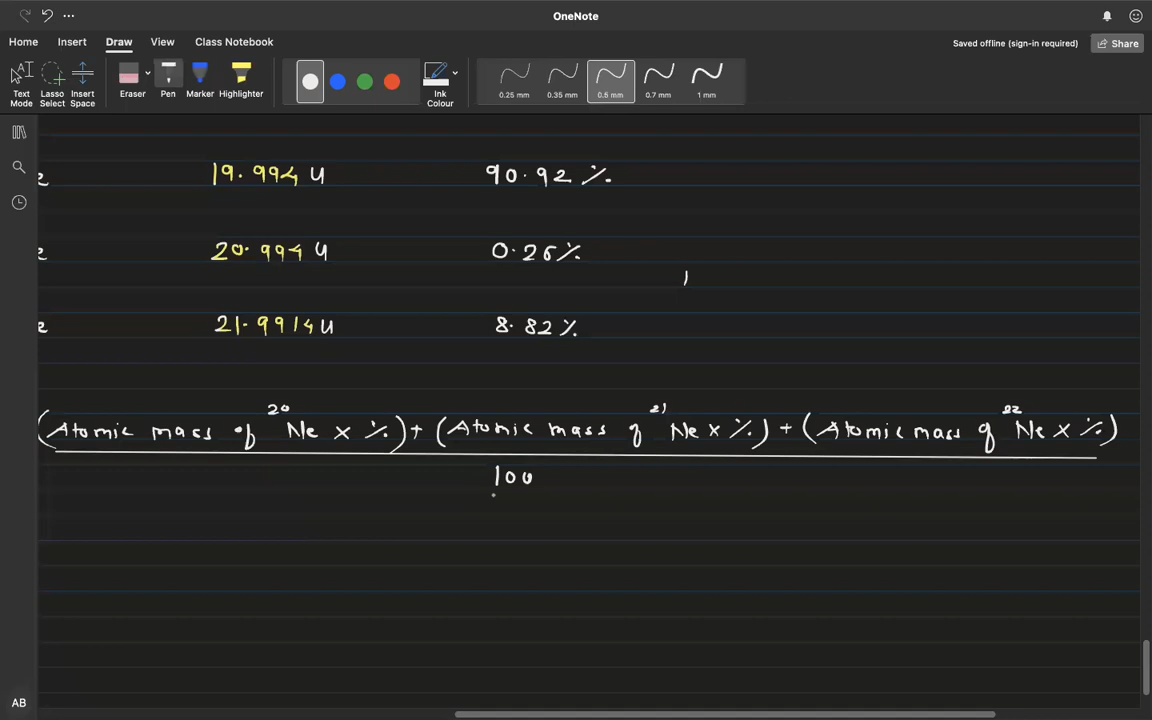 OneNote
Home Insert Draw View Class Notebook
Saved offline (sign-in required) Share
Text Mode Lasso Select Insert Space Eraser Pen Marker Highlighter Ink Colour 0.25 mm 0.35 mm 0.5 mm 0.7 mm 1 mm
e 19.994 u 90.92 %
e 20.994 u 0.26 %
e 21.9914 u 8.82 %
(Atomic mass of ²⁰Ne x %) + (Atomic mass of ²¹Ne x %) + (Atomic mass of ²²Ne x %)
100
AB